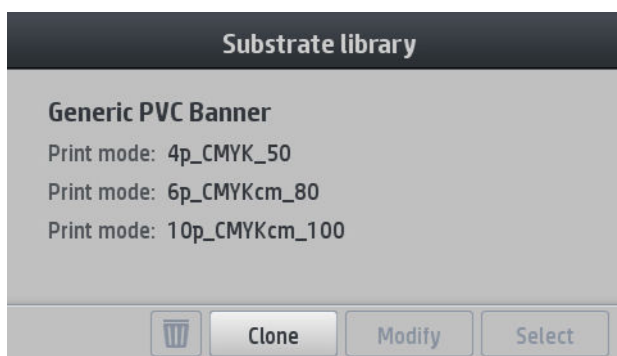 Substrate library
Generic PVC Banner
Print mode: 4p_CMYK_50
Print mode: 6p_CMYKcm_80
Print mode: 10p_CMYKcm_100
Clone Modify Select